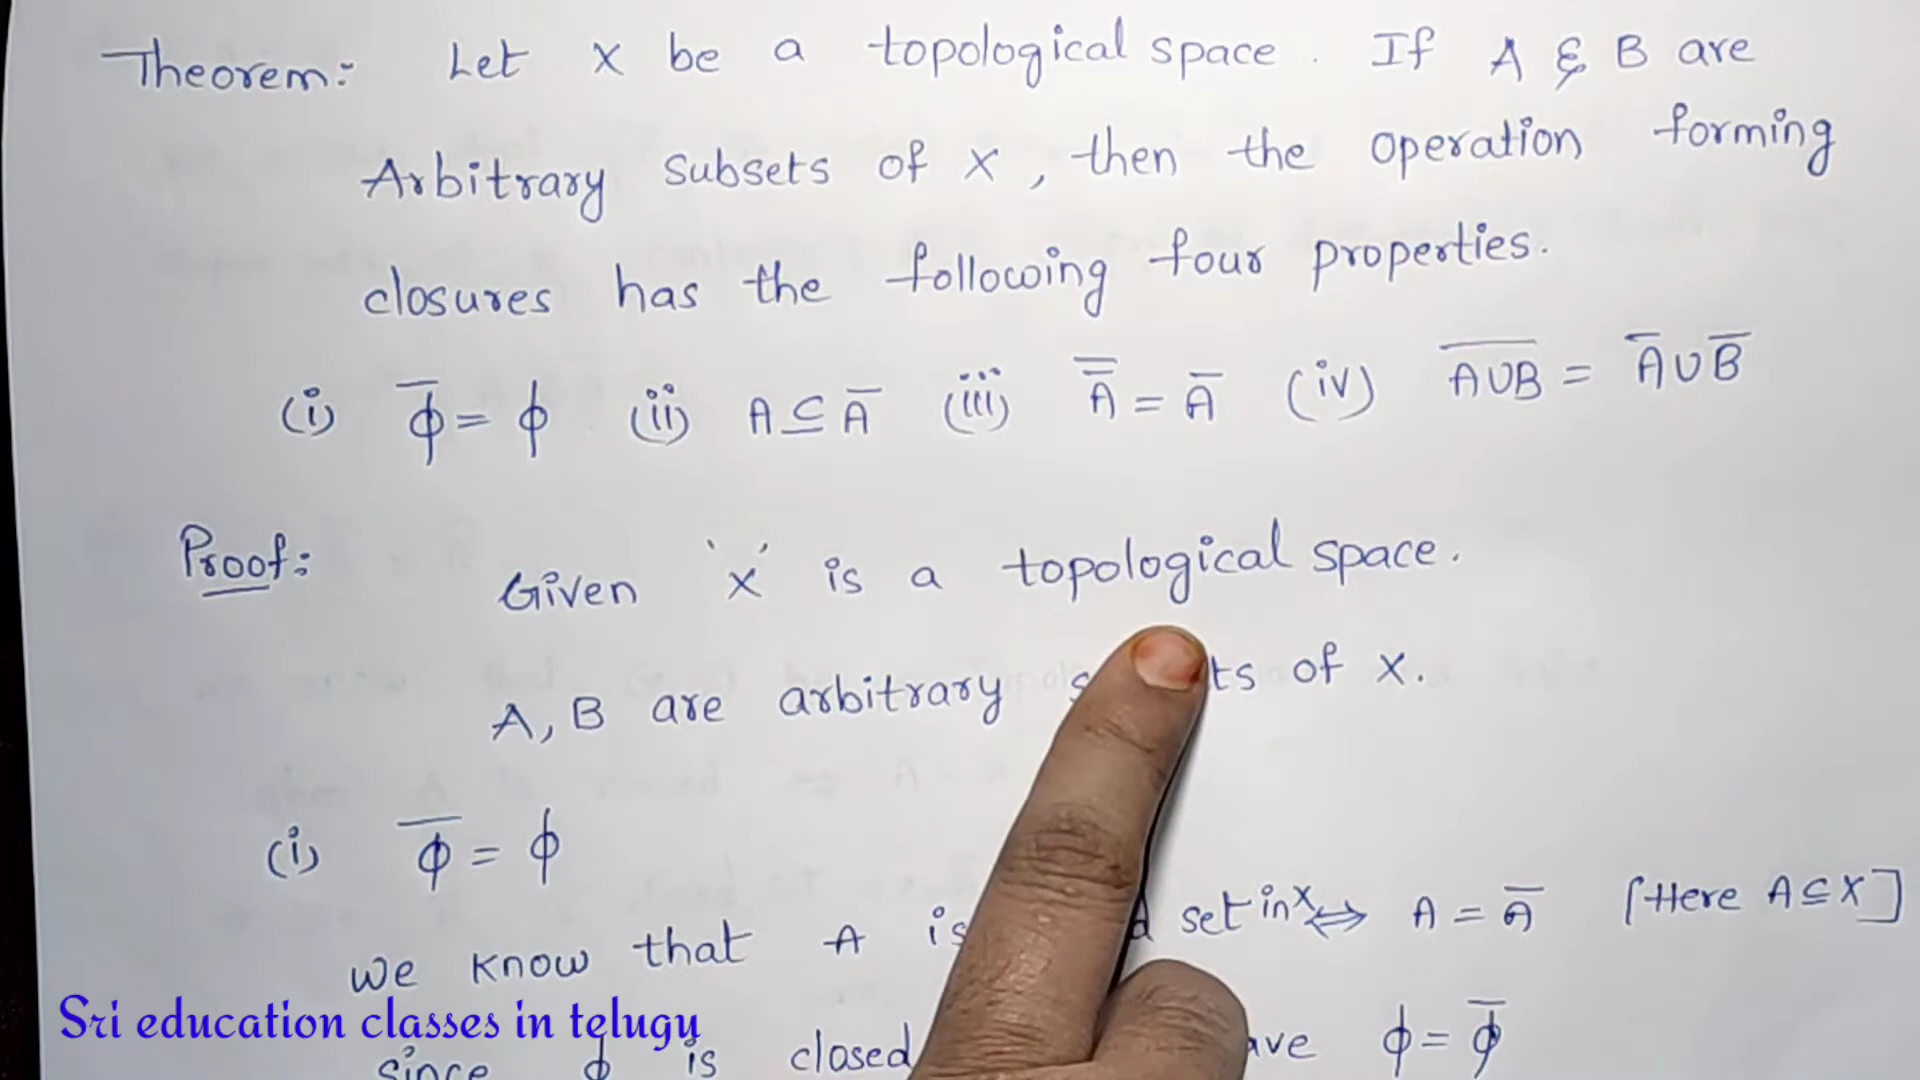 Theorem:- Let X be a topological space. If A & B are
Arbitrary subsets of X, then the operation forming
closures has the following four properties.
(i) ϕ̅ = ϕ (ii) A ⊆ A̅ (iii) A̿ = A̅ (iv) A̅∪̅B̅ = A̅ ∪ B̅
Proof:- Given 'X' is a topological space.
A, B are arbitrary of X.
(i) ϕ̅ = ϕ
We know that A is set in X ⇔ A = A̅ [Here A ⊆ X]
since ϕ is closed ϕ = ϕ̅
Sri education classes in telugu